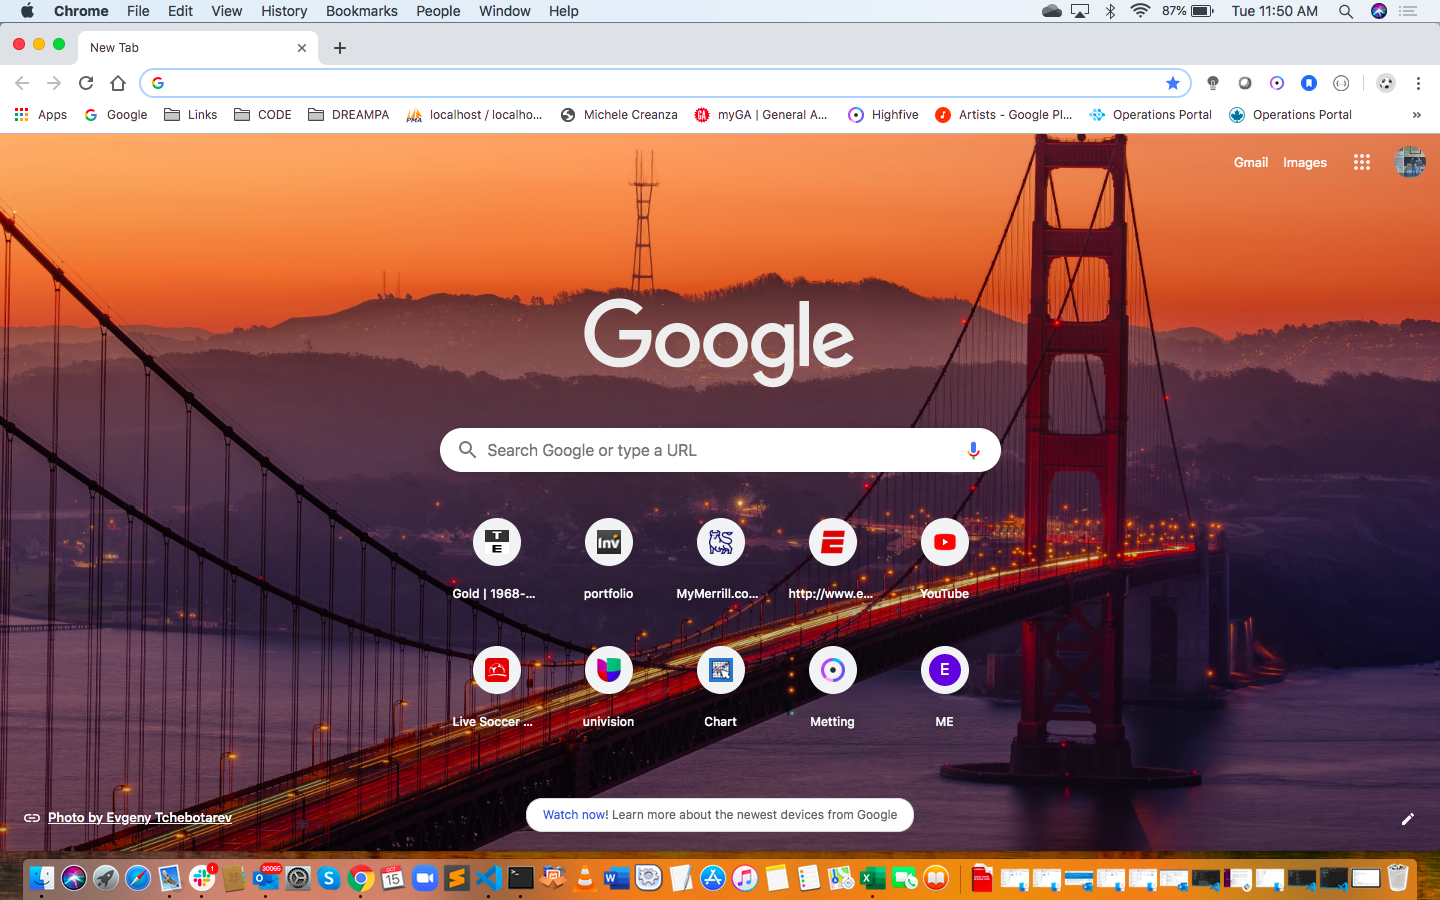 Chrome File Edit View History Bookmarks People Window Help 87% Tue 11:50 AM
New Tab
Apps Google Links CODE DREAMPA localhost / localho... Michele Creanza myGA | General A... Highfive Artists - Google Pl... Operations Portal Operations Portal »
Gmail Images
Google
Search Google or type a URL
Gold | 1968-... portfolio MyMerrill.co... http://www.e... YouTube
Live Soccer ... univision Chart Metting ME
Photo by Evgeny Tchebotarev
Watch now! Learn more about the newest devices from Google